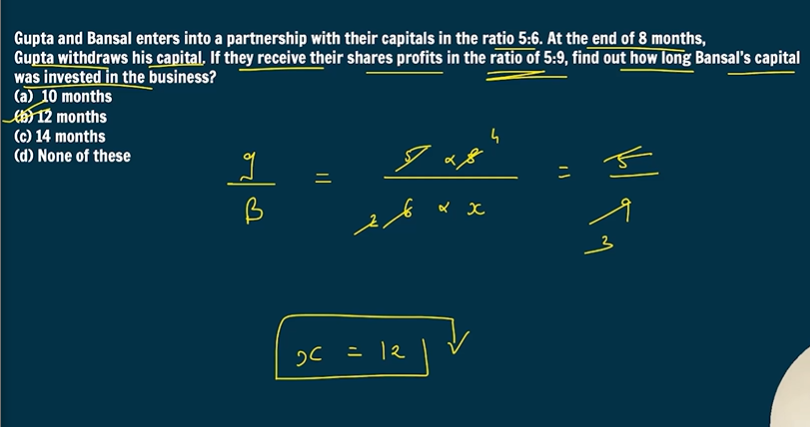 Gupta and Bansal enters into a partnership with their capitals in the ratio 5:6. At the end of 8 months,
Gupta withdraws his capital. If they receive their shares profits in the ratio of 5:9, find out how long Bansal's capital
was invested in the business?
(a) 10 months
(b) 12 months
(c) 14 months
(d) None of these
g/B = 5 x 8 4 / 2 6 x x = 5/9 3
x = 12